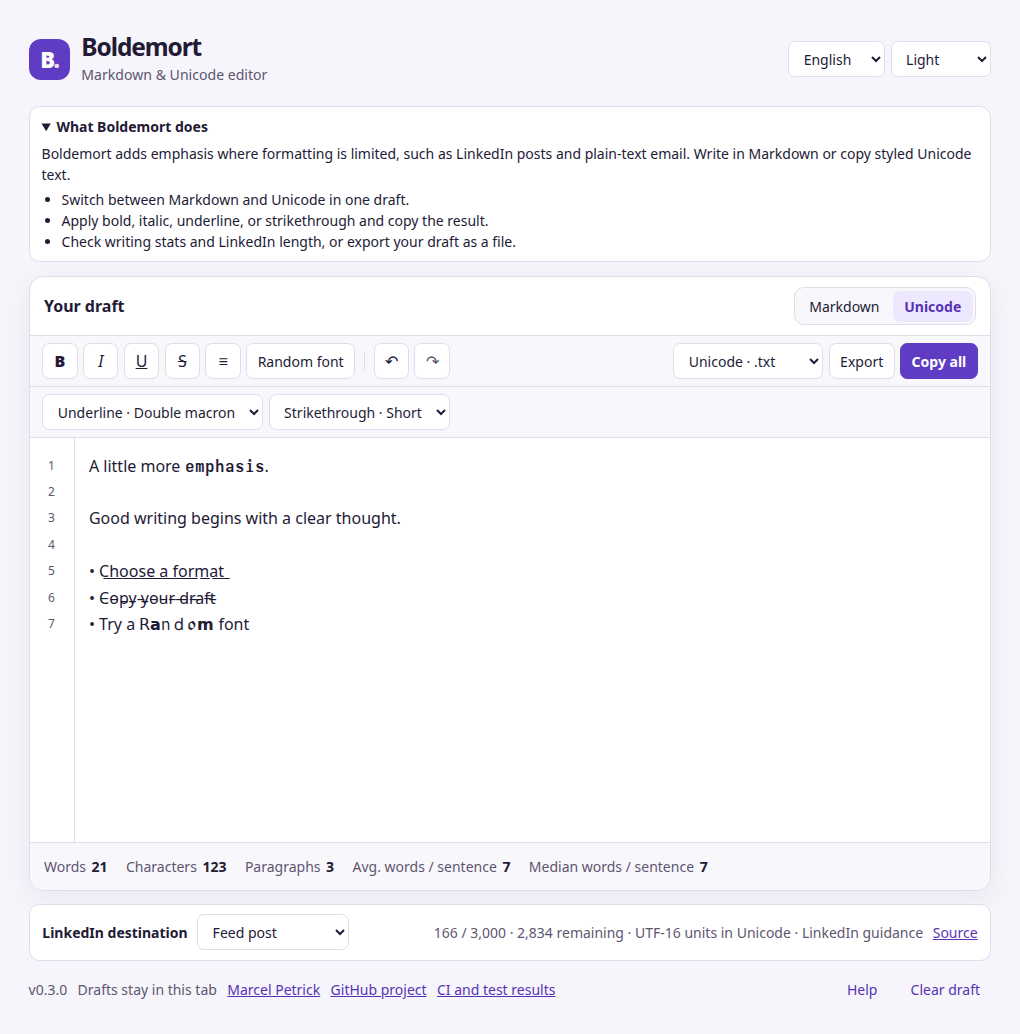 B.
Boldemort
Markdown & Unicode editor
English
Light
▼ What Boldemort does
Boldemort adds emphasis where formatting is limited, such as LinkedIn posts and plain-text email. Write in Markdown or copy styled Unicode
text.
• Switch between Markdown and Unicode in one draft.
• Apply bold, italic, underline, or strikethrough and copy the result.
• Check writing stats and LinkedIn length, or export your draft as a file.
Your draft
Markdown Unicode
B I U S ≡ Random font ↶ ↷ Unicode · .txt Export Copy all
Underline · Double macron Strikethrough · Short
1 A little more emphasis.
2
3 Good writing begins with a clear thought.
4
5 • Choose a format
6 • Copy your draft
7 • Try a Random font
Words 21 Characters 123 Paragraphs 3 Avg. words / sentence 7 Median words / sentence 7
LinkedIn destination Feed post 166 / 3,000 · 2,834 remaining · UTF-16 units in Unicode · LinkedIn guidance Source
v0.3.0 Drafts stay in this tab Marcel Petrick GitHub project CI and test results Help Clear draft